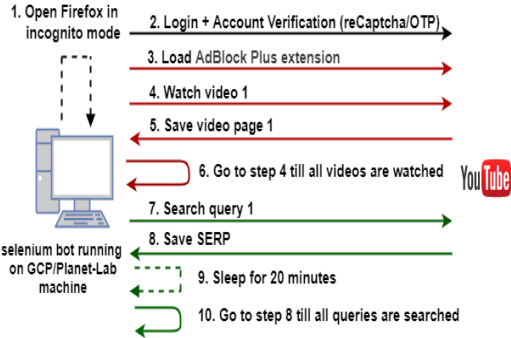 1. Open Firefox in
incognito mode
2. Login + Account Verification (reCaptcha/OTP)
3. Load AdBlock Plus extension
4. Watch video 1
5. Save video page 1
6. Go to step 4 till all videos are watched
YouTube
7. Search query 1
8. Save SERP
selenium bot running
on GCP/Planet-Lab
machine
9. Sleep for 20 minutes
10. Go to step 8 till all queries are searched